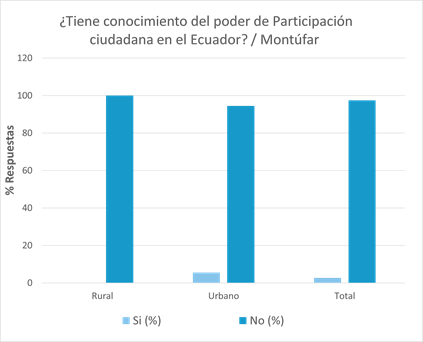 ¿Tiene conocimiento del poder de Participación
ciudadana en el Ecuador? / Montúfar
120
100
80
60
40
20
0
% Respuestas
Rural Urbano Total
Si (%) No (%)